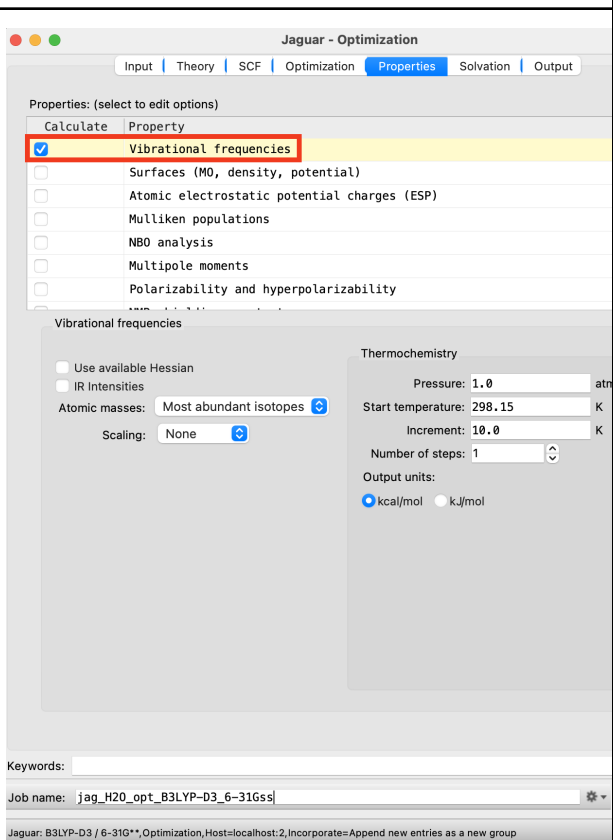 Jaguar - Optimization
Input Theory SCF Optimization Properties Solvation Output
Properties: (select to edit options)
Calculate Property
Vibrational frequencies
Surfaces (MO, density, potential)
Atomic electrostatic potential charges (ESP)
Mulliken populations
NBO analysis
Multipole moments
Polarizability and hyperpolarizability
Vibrational frequencies
Use available Hessian
IR Intensities
Atomic masses: Most abundant isotopes
Scaling: None
Thermochemistry
Pressure: 1.0 atm
Start temperature: 298.15 K
Increment: 10.0 K
Number of steps: 1
Output units:
kcal/mol kJ/mol
Keywords:
Job name: jag_H2O_opt_B3LYP-D3_6-31Gss
Jaguar: B3LYP-D3 / 6-31G**, Optimization, Host=localhost:2, Incorporate=Append new entries as a new group